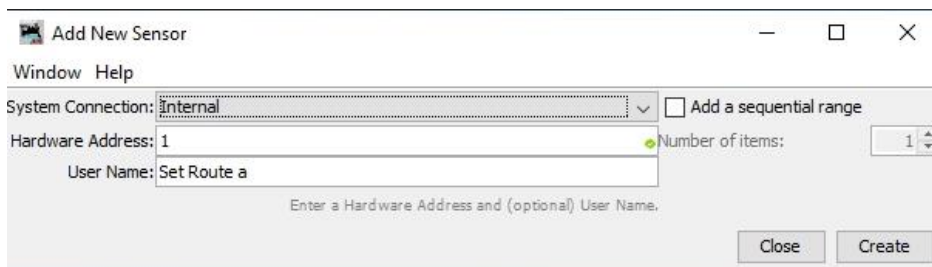 Add New Sensor
Window Help
System Connection: Internal Add a sequential range
Hardware Address: 1 Number of items: 1
User Name: Set Route a
Enter a Hardware Address and (optional) User Name.
Close Create